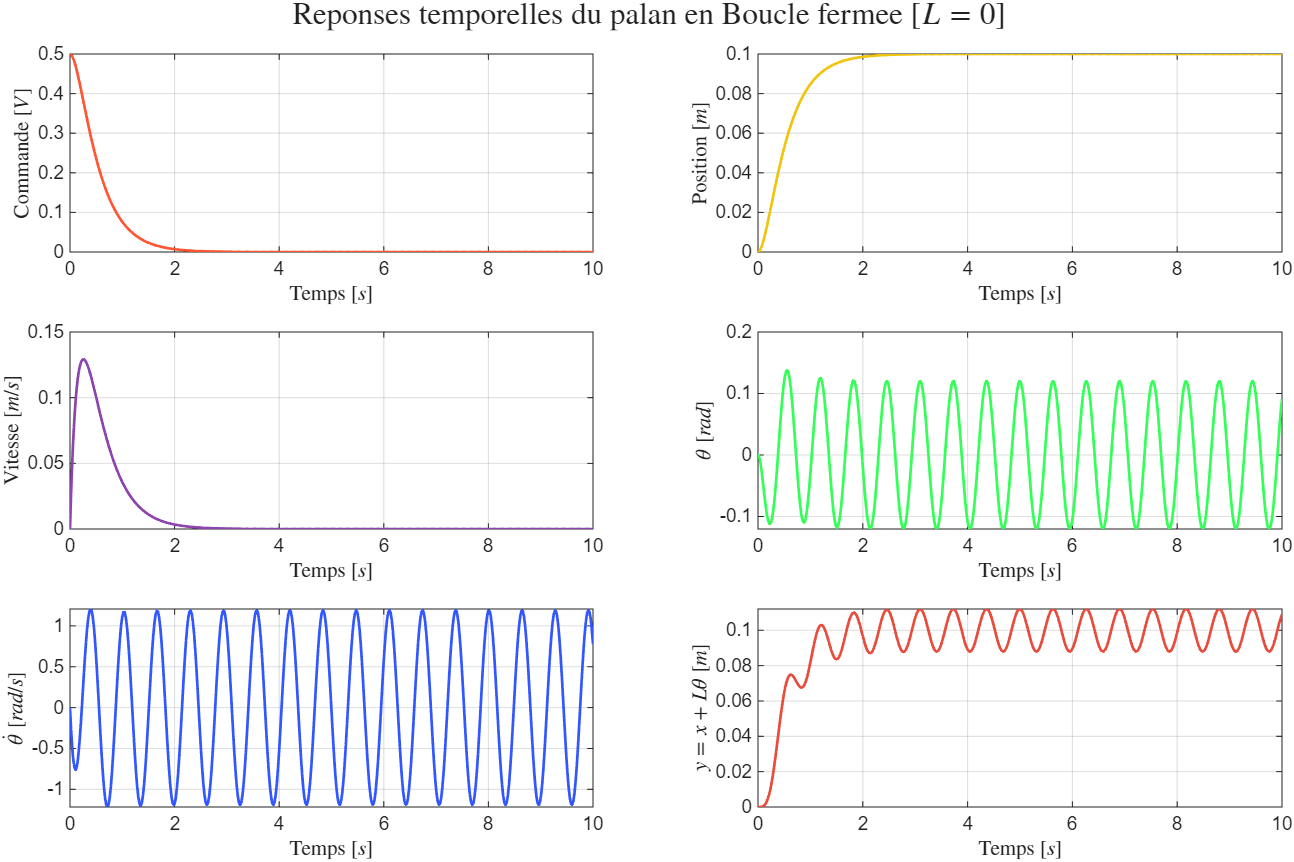 Reponses temporelles du palan en Boucle fermee [L = 0]
Commande [V]
0.5
0.4
0.3
0.2
0.1
0
0 2 4 6 8 10
Temps [s]
Position [m]
0.1
0.08
0.06
0.04
0.02
0
0 2 4 6 8 10
Temps [s]
Vitesse [m/s]
0.15
0.1
0.05
0
0 2 4 6 8 10
Temps [s]
θ [rad]
0.2
0.1
0
-0.1
0 2 4 6 8 10
Temps [s]
θ̇ [rad/s]
1
0.5
0
-0.5
-1
0 2 4 6 8 10
Temps [s]
y = x + Lθ [m]
0.1
0.08
0.06
0.04
0.02
0
0 2 4 6 8 10
Temps [s]